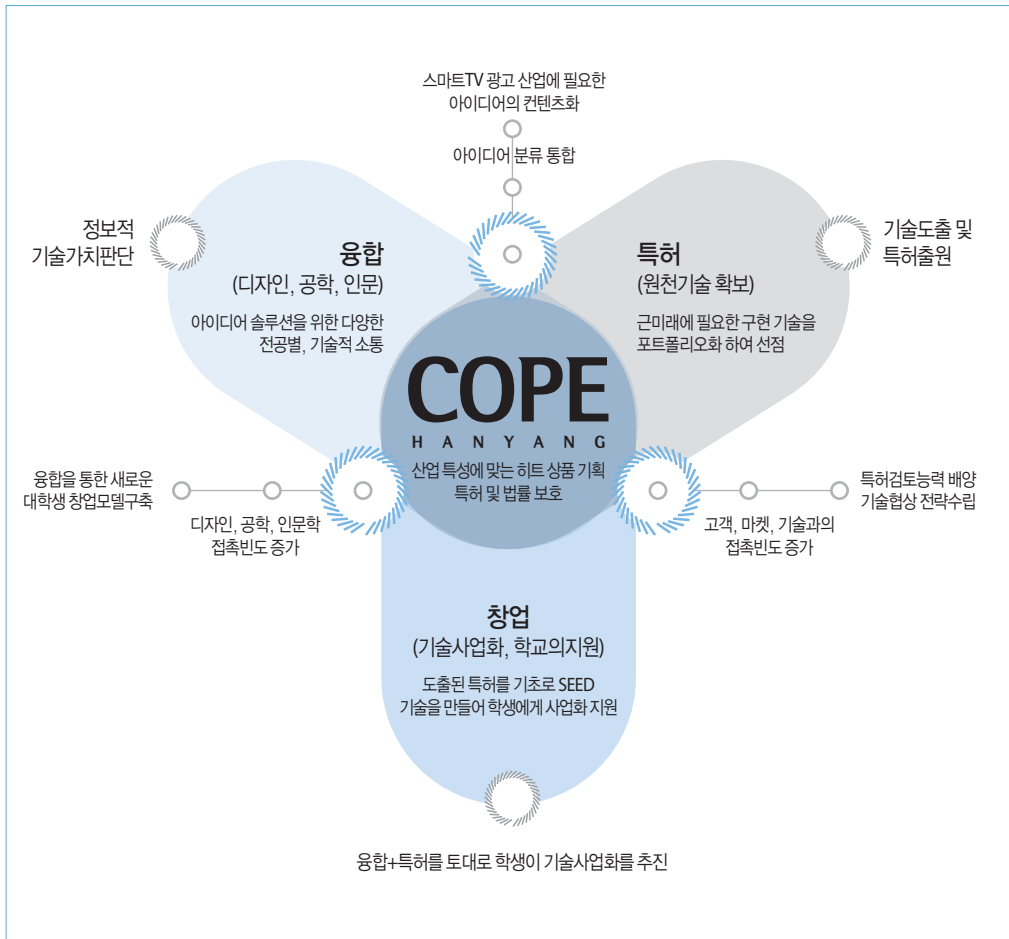 스마트TV 광고 산업에 필요한
아이디어의 컨텐츠화
아이디어 분류 통합
정보적
기술가치판단
융합
(디자인, 공학, 인문)
아이디어 솔루션을 위한 다양한
전공별, 기술적 소통
특허
(원천기술 확보)
근미래에 필요한 구현 기술을
포트폴리오화 하여 선점
기술도출 및
특허출원
COPE
HANYANG
산업 특성에 맞는 히트 상품 기획
특허 및 법률 보호
융합을 통한 새로운
대학생 창업모델구축
디자인, 공학, 인문학
접촉빈도 증가
고객, 마켓, 기술과의
접촉빈도 증가
특허검토능력 배양
기술협상 전략수립
창업
(기술사업화, 학교의지원)
도출된 특허를 기초로 SEED
기술을 만들어 학생에게 사업화 지원
융합+특허를 토대로 학생이 기술사업화를 추진